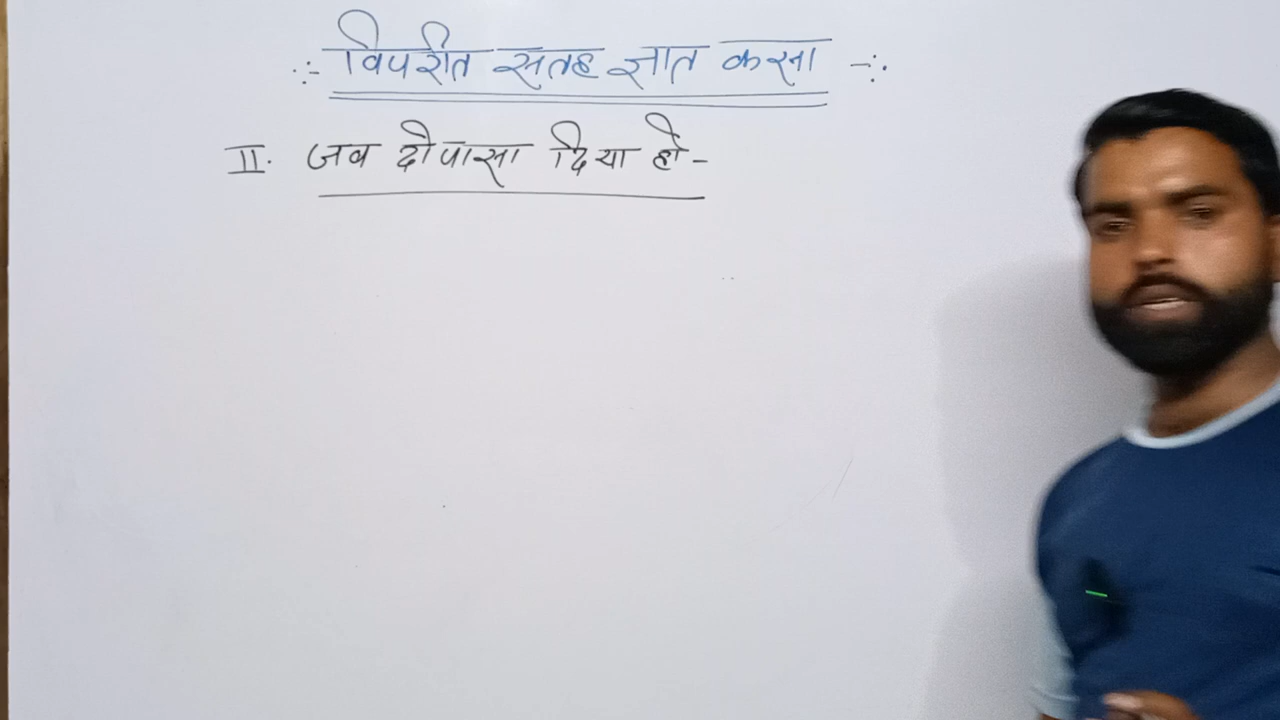 :- विपरीत सतह ज्ञात करना -:
II. जब दो पासा दिया हो-